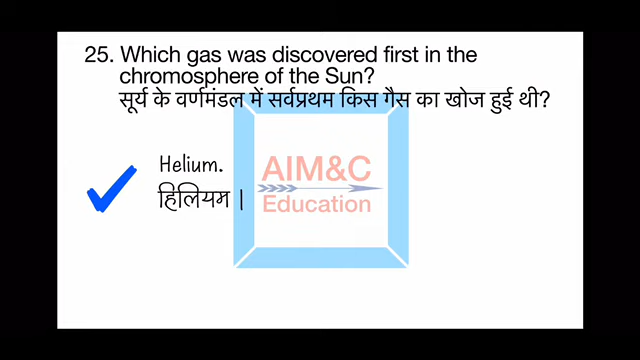 25. Which gas was discovered first in the
chromosphere of the Sun?
सूर्य के वर्णमंडल में सर्वप्रथम किस गैस का खोज हुई थी?
Helium.
हिलियम |
AIM&C
Education